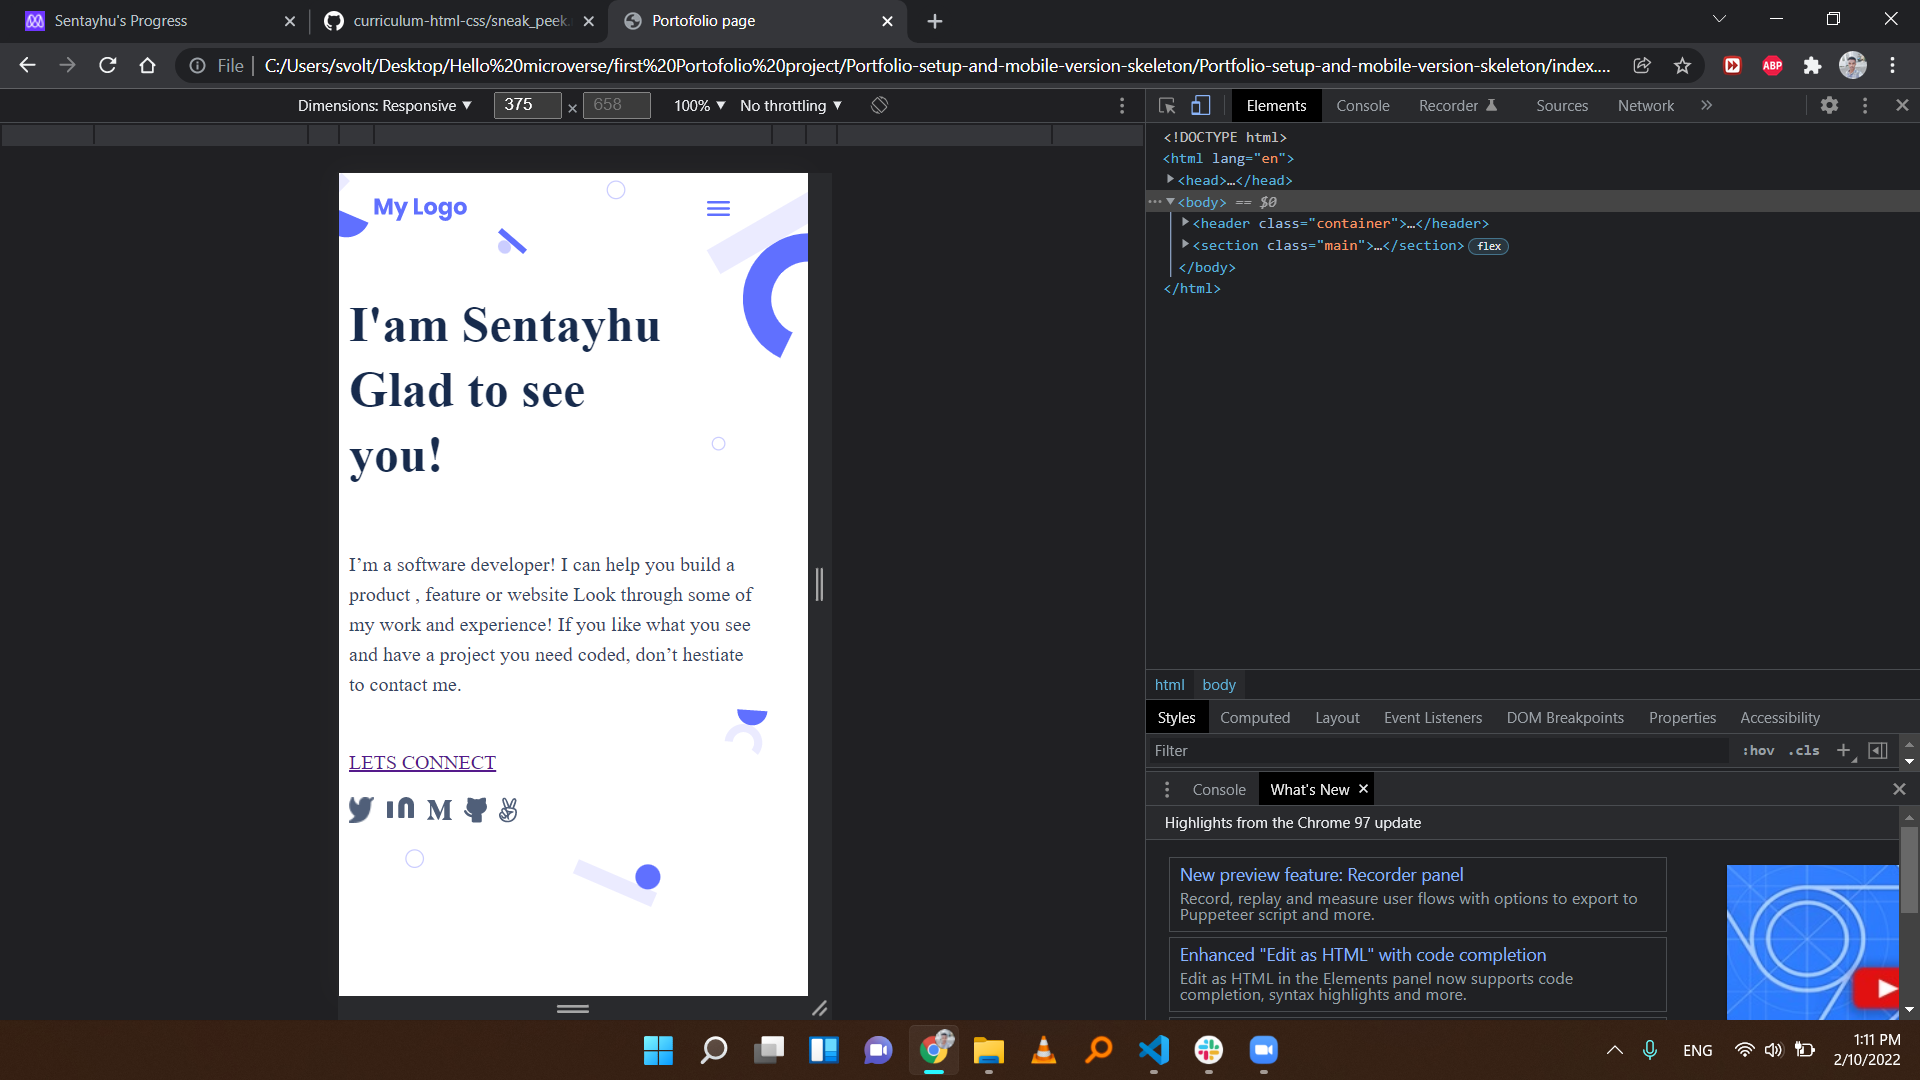 Sentayhu's Progress
curriculum-html-css/sneak_peek.
Portofolio page
File
C:/Users/svolt/Desktop/Hello%20microverse/first%20Portofolio%20project/Portfolio-setup-and-mobile-version-skeleton/Portfolio-setup-and-mobile-version-skeleton/index....
ABP
Dimensions: Responsive ▼ 375 × 658 100% ▼ No throttling ▼
Elements Console Recorder Sources Network »
<!DOCTYPE html>
<html lang="en">
<head>…</head>
<body> == $0
<header class="container">…</header>
<section class="main">…</section> flex
</body>
</html>
My Logo
I'am Sentayhu
Glad to see
you!
I’m a software developer! I can help you build a
product , feature or website Look through some of
my work and experience! If you like what you see
and have a project you need coded, don’t hestiate
to contact me.
LETS CONNECT
html body
Styles Computed Layout Event Listeners DOM Breakpoints Properties Accessibility
Filter :hov .cls
Console What's New
Highlights from the Chrome 97 update
New preview feature: Recorder panel
Record, replay and measure user flows with options to export to
Puppeteer script and more.
Enhanced "Edit as HTML" with code completion
Edit as HTML in the Elements panel now supports code
completion, syntax highlights and more.
ENG
1:11 PM
2/10/2022